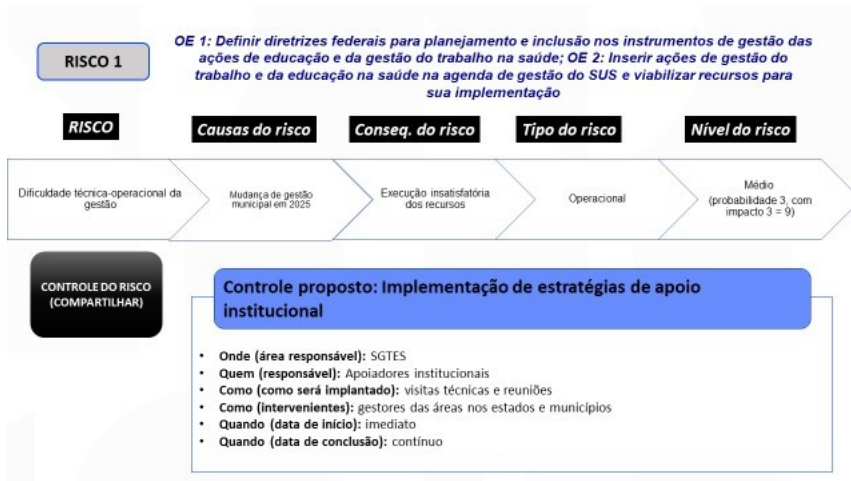 RISCO 1
OE 1: Definir diretrizes federais para planejamento e inclusão nos instrumentos de gestão das
ações de educação e da gestão do trabalho na saúde; OE 2: Inserir ações de gestão do
trabalho e da educação na saúde na agenda de gestão do SUS e viabilizar recursos para
sua implementação
RISCO
Causas do risco
Conseq. do risco
Tipo do risco
Nível do risco
Dificuldade técnica-operacional da
gestão
Mudança de gestão
municipal em 2025
Execução insatisfatória
dos recursos
Operacional
Médio
(probabilidade 3, com
impacto 3 = 9)
CONTROLE DO RISCO
(COMPARTILHAR)
Controle proposto: Implementação de estratégias de apoio
institucional
• Onde (área responsável): SGTES
• Quem (responsável): Apoiadores institucionais
• Como (como será implantado): visitas técnicas e reuniões
• Como (intervenientes): gestores das áreas nos estados e municípios
• Quando (data de início): imediato
• Quando (data de conclusão): contínuo